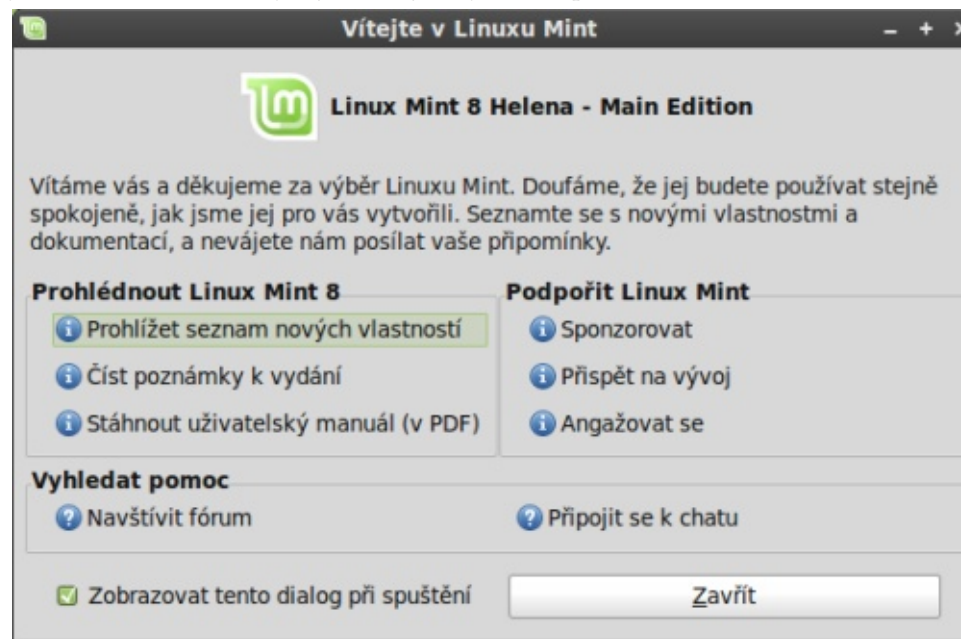 Vítejte v Linuxu Mint
Linux Mint 8 Helena - Main Edition
Vítáme vás a děkujeme za výběr Linuxu Mint. Doufáme, že jej budete používat stejně
spokojeně, jak jsme jej pro vás vytvořili. Seznamte se s novými vlastnostmi a
dokumentací, a nevájete nám posílat vaše připomínky.
Prohlédnout Linux Mint 8
Prohlížet seznam nových vlastností
Číst poznámky k vydání
Stáhnout uživatelský manuál (v PDF)
Podpořit Linux Mint
Sponzorovat
Přispět na vývoj
Angažovat se
Vyhledat pomoc
Navštívit fórum
Připojit se k chatu
Zobrazovat tento dialog při spuštění
Zavřít